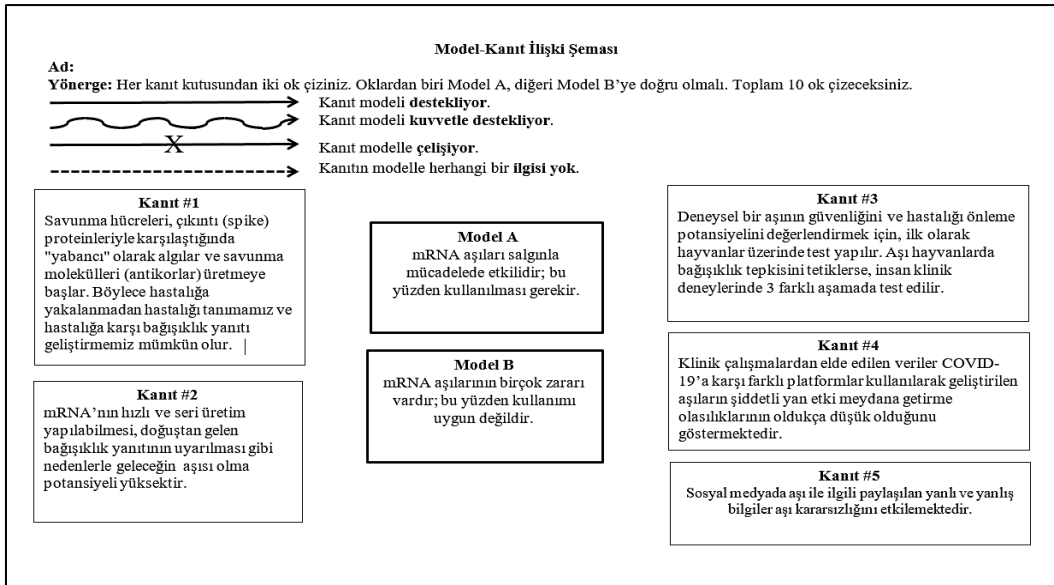 Model-Kanıt İlişki Şeması
Ad:
Yönerge: Her kanıt kutusundan iki ok çiziniz. Oklardan biri Model A, diğeri Model B’ye doğru olmalı. Toplam 10 ok çizeceksiniz.
Kanıt modeli destekliyor.
Kanıt modeli kuvvetle destekliyor.
X
Kanıt modelle çelişiyor.
Kanıtın modelle herhangi bir ilgisi yok.
Kanıt #1
Savunma hücreleri, çıkıntı (spike)
proteinleriyle karşılaştığında
"yabancı" olarak algılar ve savunma
molekülleri (antikorlar) üretmeye
başlar. Böylece hastalığa
yakalanmadan hastalığı tanımamız ve
hastalığa karşı bağışıklık yanıtı
geliştirmemiz mümkün olur.
Kanıt #2
mRNA’nın hızlı ve seri üretim
yapılabilmesi, doğuştan gelen
bağışıklık yanıtının uyarılması gibi
nedenlerle geleceğin aşısı olma
potansiyeli yüksektir.
Model A
mRNA aşıları salgınla
mücadelede etkilidir; bu
yüzden kullanılması gerekir.
Model B
mRNA aşılarının birçok zararı
vardır; bu yüzden kullanımı
uygun değildir.
Kanıt #3
Deneysel bir aşının güvenliğini ve hastalığı önleme
potansiyelini değerlendirmek için, ilk olarak
hayvanlar üzerinde test yapılır. Aşı hayvanlarda
bağışıklık tepkisini tetiklerse, insan klinik
deneylerinde 3 farklı aşamada test edilir.
Kanıt #4
Klinik çalışmalardan elde edilen veriler COVID-
19’a karşı farklı platformlar kullanılarak geliştirilen
aşıların şiddetli yan etki meydana getirme
olasılıklarının oldukça düşük olduğunu
göstermektedir.
Kanıt #5
Sosyal medyada aşı ile ilgili paylaşılan yanlı ve yanlış
bilgiler aşı kararsızlığını etkilemektedir.